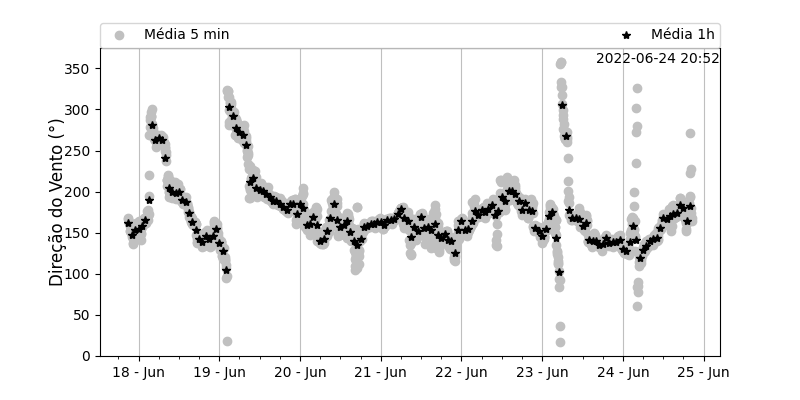 Média 5 min
Média 1h
2022-06-24 20:52
Direção do Vento (°)
350
300
250
200
150
100
50
0
18 - Jun
19 - Jun
20 - Jun
21 - Jun
22 - Jun
23 - Jun
24 - Jun
25 - Jun